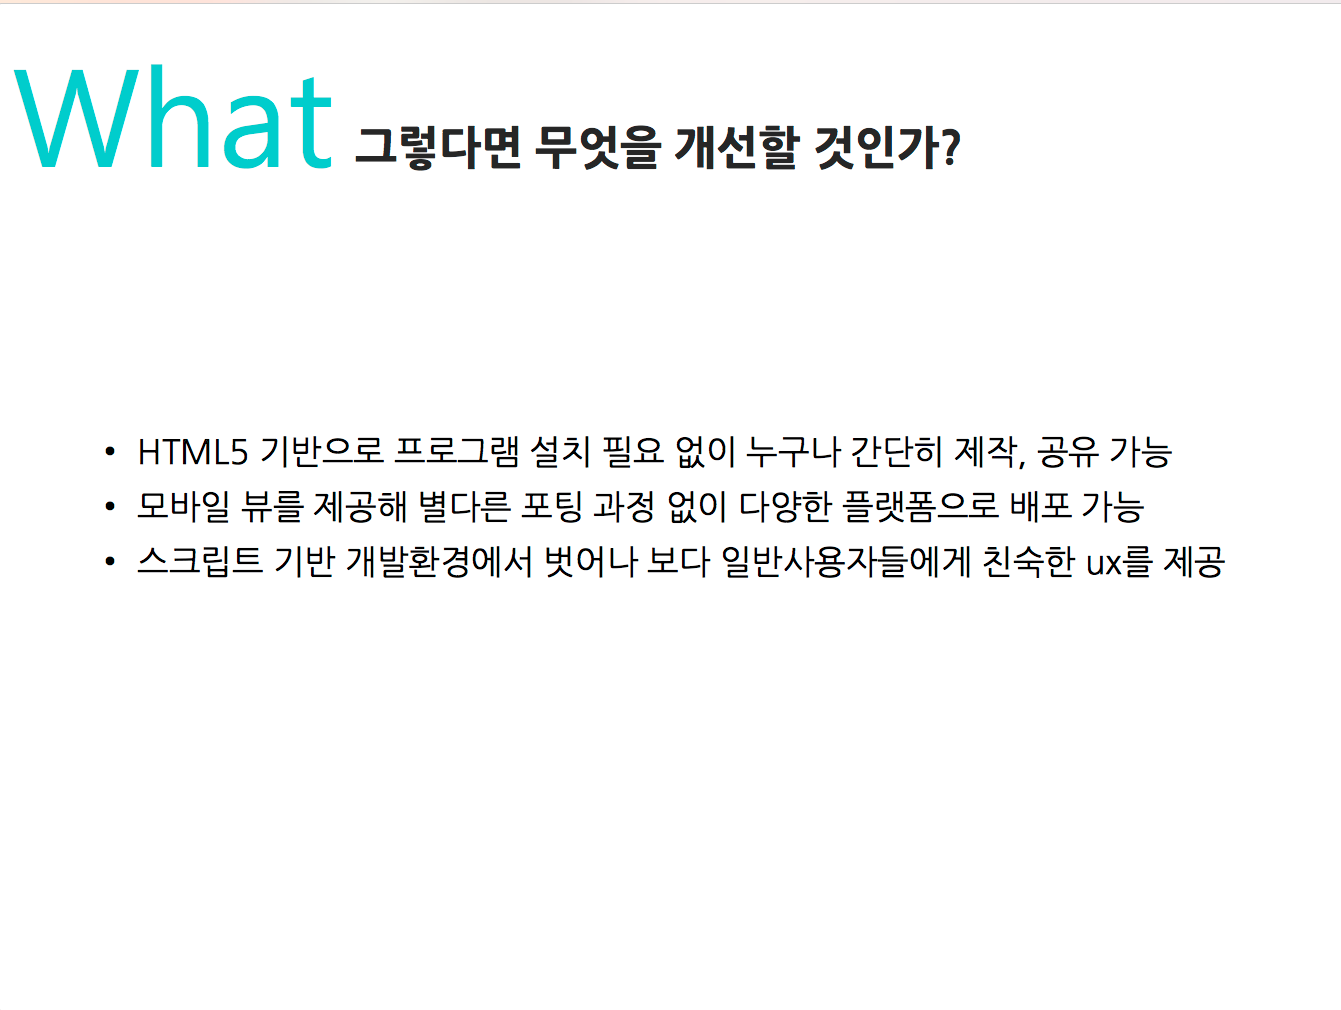 What 그렇다면 무엇을 개선할 것인가?
• HTML5 기반으로 프로그램 설치 필요 없이 누구나 간단히 제작, 공유 가능
• 모바일 뷰를 제공해 별다른 포팅 과정 없이 다양한 플랫폼으로 배포 가능
• 스크립트 기반 개발환경에서 벗어나 보다 일반사용자들에게 친숙한 ux를 제공